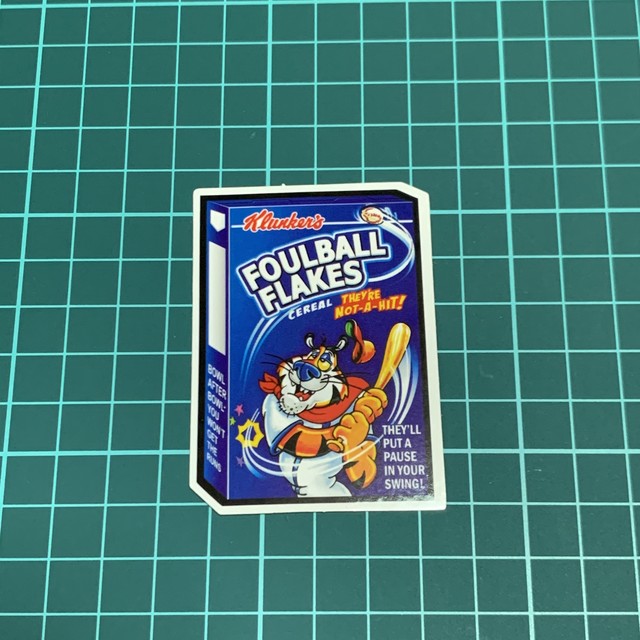 Klunker's
FOULBALL
FLAKES
CEREAL
THEY'RE
NOT-A-HIT!
BOWL
AFTER
BOWL-
YOU
WON'T
GET
THE
RUNS
THEY'LL
PUT A
PAUSE
IN YOUR
SWING!